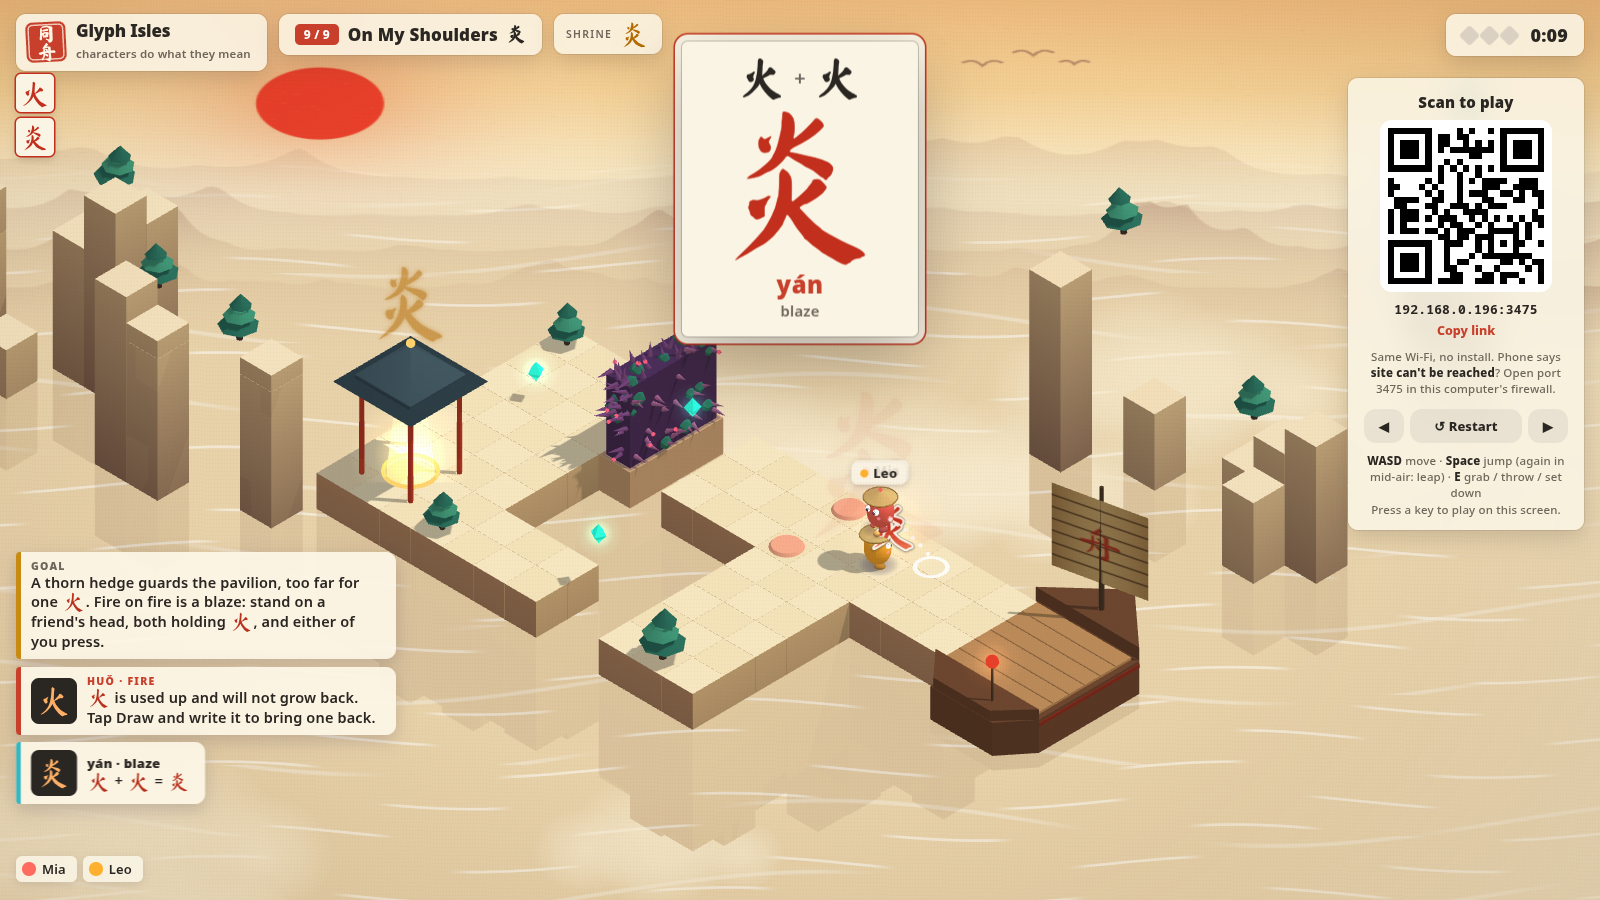 同舟
Glyph Isles
characters do what they mean
9 / 9 On My Shoulders 炎
SHRINE 炎
0:09
火
炎
火 + 火
炎
yán
blaze
炎
Scan to play
192.168.0.196:3475
Copy link
Same Wi-Fi, no install. Phone says
site can't be reached? Open port
3475 in this computer's firewall.
◀ ↺ Restart ▶
WASD move · Space jump (again in
mid-air: leap) · E grab / throw / set
down
Press a key to play on this screen.
炎
Leo
炎
舟
GOAL
A thorn hedge guards the pavilion, too far for
one 火. Fire on fire is a blaze: stand on a
friend's head, both holding 火, and either of
you press.
火
HUǑ · FIRE
火 is used up and will not grow back.
Tap Draw and write it to bring one back.
炎
yán · blaze
火 + 火 = 炎
Mia
Leo